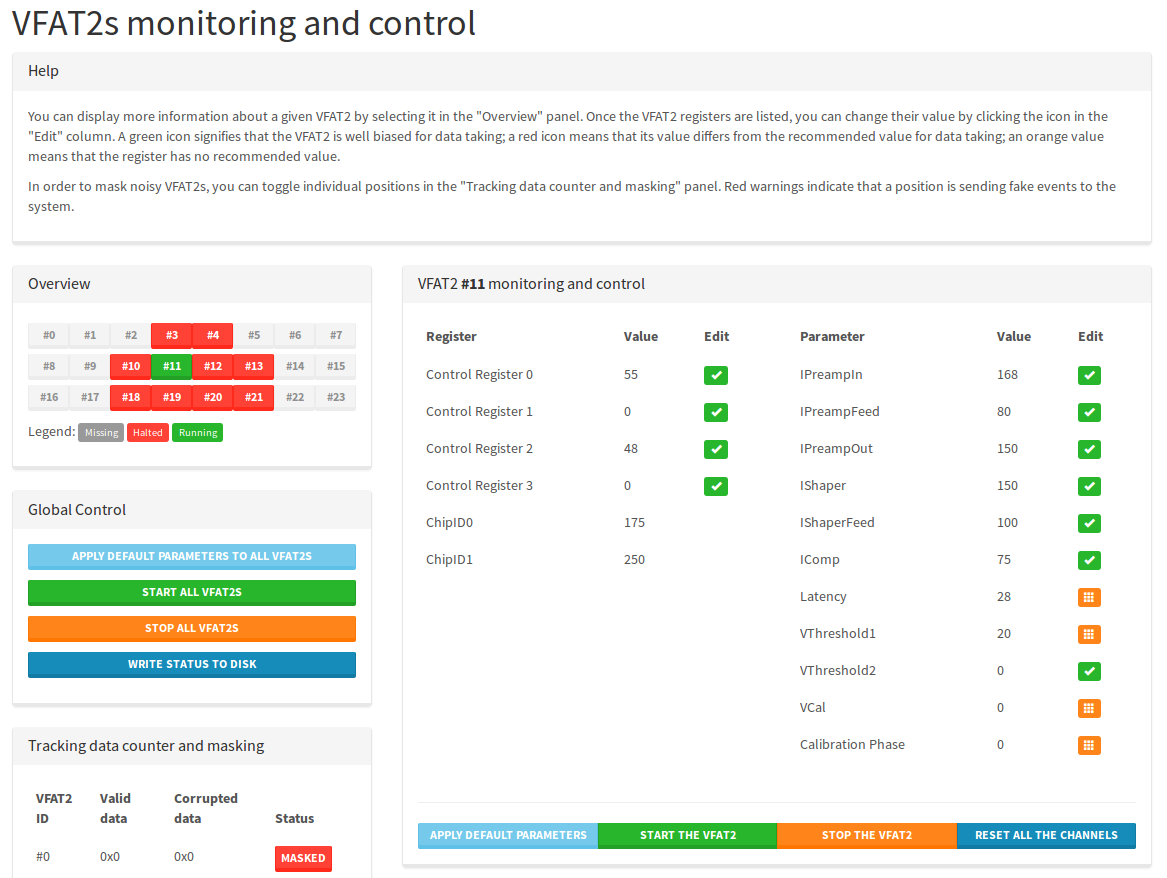 VFAT2s monitoring and control
Help
You can display more information about a given VFAT2 by selecting it in the "Overview" panel. Once the VFAT2 registers are listed, you can change their value by clicking the icon in the
"Edit" column. A green icon signifies that the VFAT2 is well biased for data taking; a red icon means that its value differs from the recommended value for data taking; an orange value
means that the register has no recommended value.
In order to mask noisy VFAT2s, you can toggle individual positions in the "Tracking data counter and masking" panel. Red warnings indicate that a position is sending fake events to the
system.
Overview
#0 #1 #2 #3 #4 #5 #6 #7
#8 #9 #10 #11 #12 #13 #14 #15
#16 #17 #18 #19 #20 #21 #22 #23
Legend: Missing Halted Running
Global Control
APPLY DEFAULT PARAMETERS TO ALL VFAT2S
START ALL VFAT2S
STOP ALL VFAT2S
WRITE STATUS TO DISK
Tracking data counter and masking
VFAT2 ID Valid data Corrupted data Status
#0 0x0 0x0 MASKED
VFAT2 #11 monitoring and control
Register Value Edit
Control Register 0 55
Control Register 1 0
Control Register 2 48
Control Register 3 0
ChipID0 175
ChipID1 250
Parameter Value Edit
IPreampIn 168
IPreampFeed 80
IPreampOut 150
IShaper 150
IShaperFeed 100
IComp 75
Latency 28
VThreshold1 20
VThreshold2 0
VCal 0
Calibration Phase 0
APPLY DEFAULT PARAMETERS START THE VFAT2 STOP THE VFAT2 RESET ALL THE CHANNELS